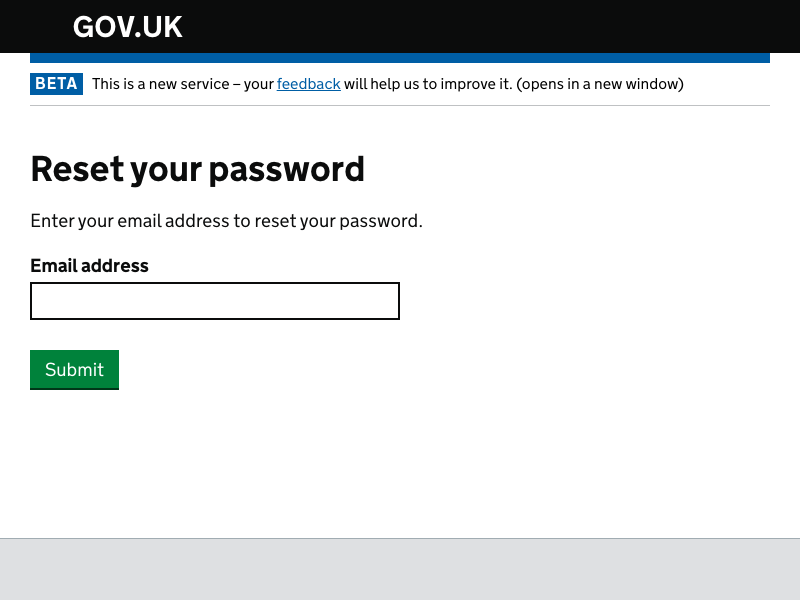 GOV.UK
BETA This is a new service – your feedback will help us to improve it. (opens in a new window)
Reset your password
Enter your email address to reset your password.
Email address
Submit